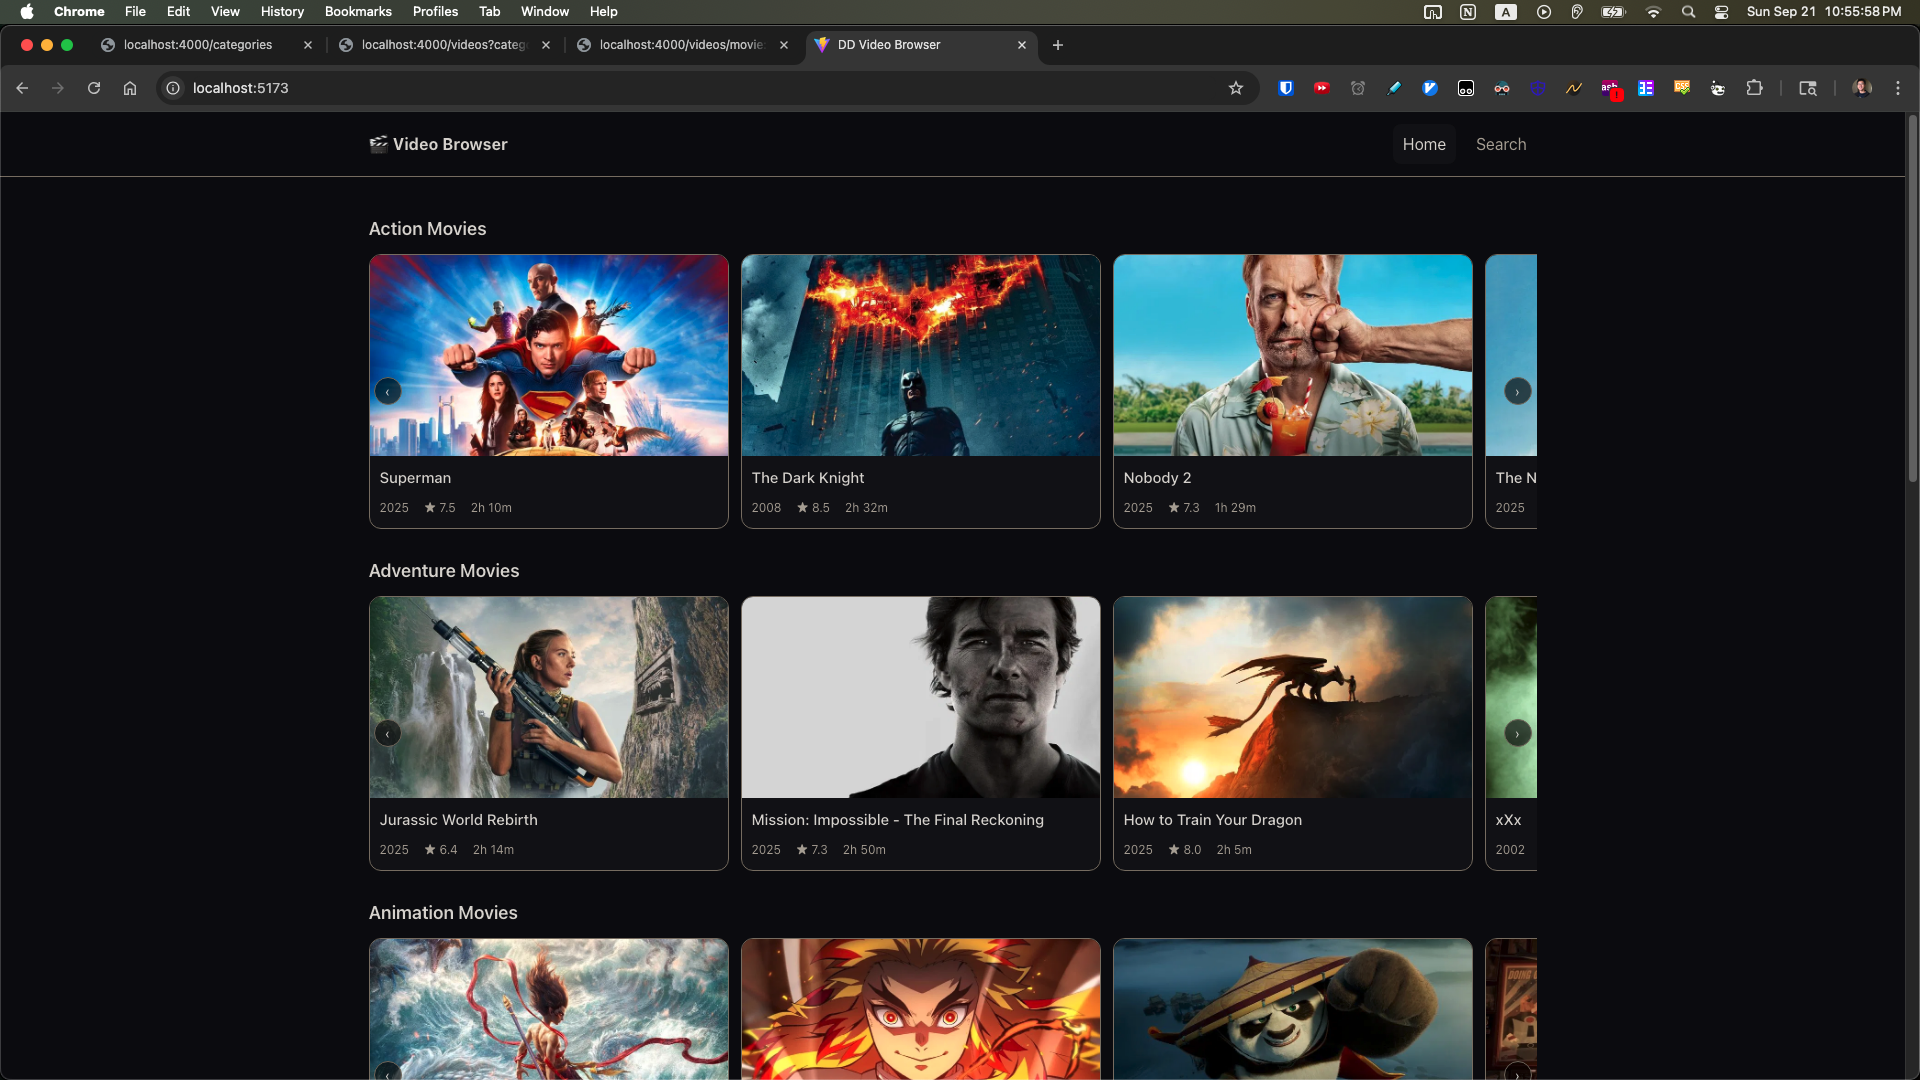 Chrome File Edit View History Bookmarks Profiles Tab Window Help
A
Sun Sep 21 10:55:58 PM
localhost:4000/categories
localhost:4000/videos?categ
localhost:4000/videos/movie
DD Video Browser
localhost:5173
Video Browser
Home
Search
Action Movies
Superman
2025 ★ 7.5 2h 10m
The Dark Knight
2008 ★ 8.5 2h 32m
Nobody 2
2025 ★ 7.3 1h 29m
The N
2025
Adventure Movies
Jurassic World Rebirth
2025 ★ 6.4 2h 14m
Mission: Impossible - The Final Reckoning
2025 ★ 7.3 2h 50m
How to Train Your Dragon
2025 ★ 8.0 2h 5m
xXx
2002
Animation Movies